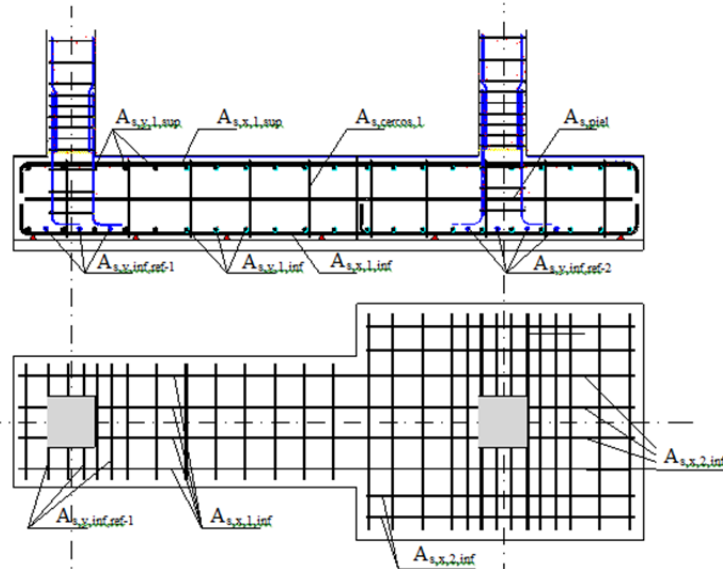 As,y,1,sup
As,x,1,sup
As,cercos,1
As,piel
As,y,inf,ref-1
As,y,1,inf
As,x,1,inf
As,y,inf,ref-2
As,x,2,inf
As,y,inf,ref-1
As,x,1,inf
As,x,2,inf